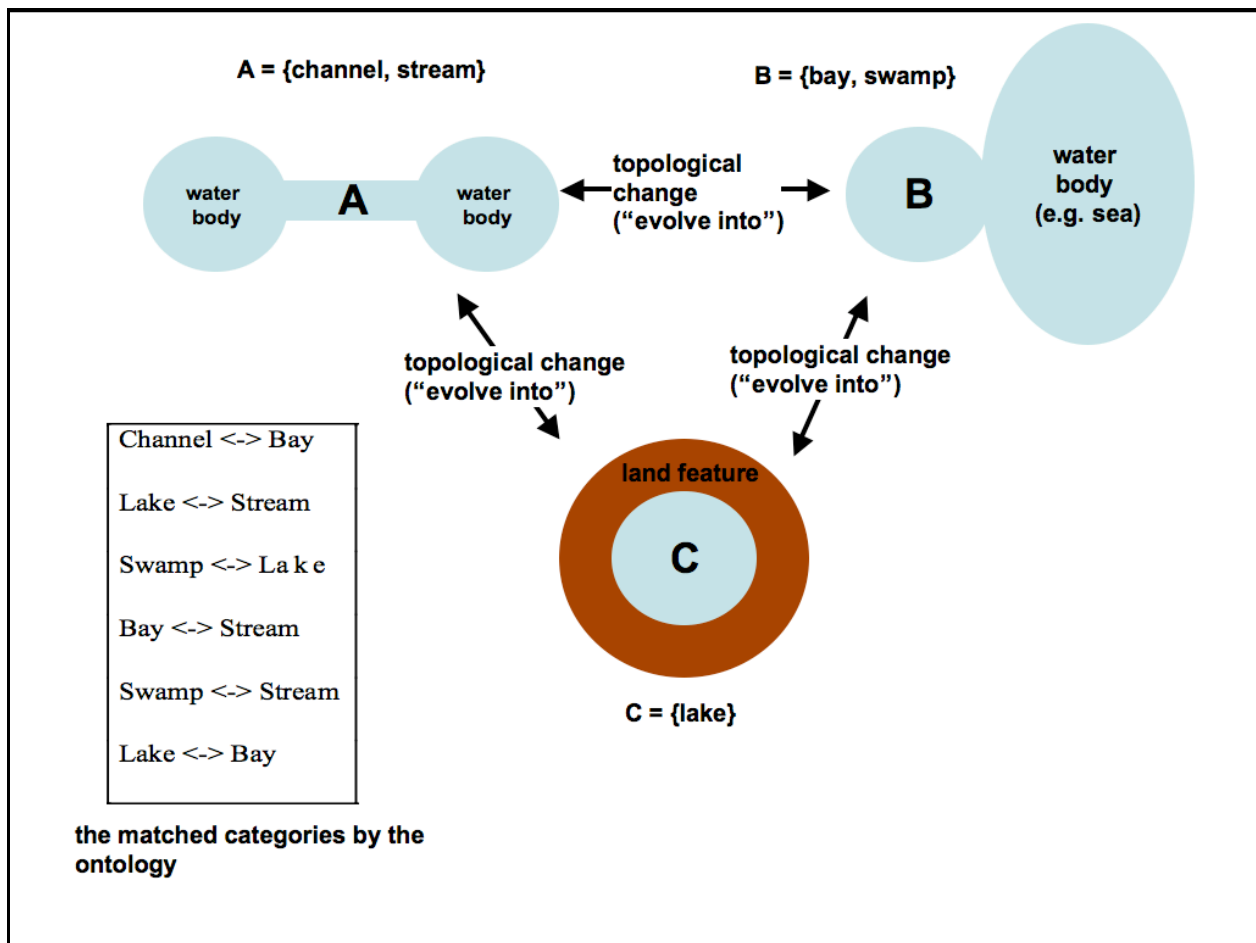 A = {channel, stream}
B = {bay, swamp}
water
body
A
water
body
topological
change
(“evolve into”)
B
water
body
(e.g. sea)
topological change
(“evolve into”)
topological change
(“evolve into”)
Channel <-> Bay
Lake <-> Stream
Swamp <-> L a k e
Bay <-> Stream
Swamp <-> Stream
Lake <-> Bay
land feature
C
C = {lake}
the matched categories by the
ontology